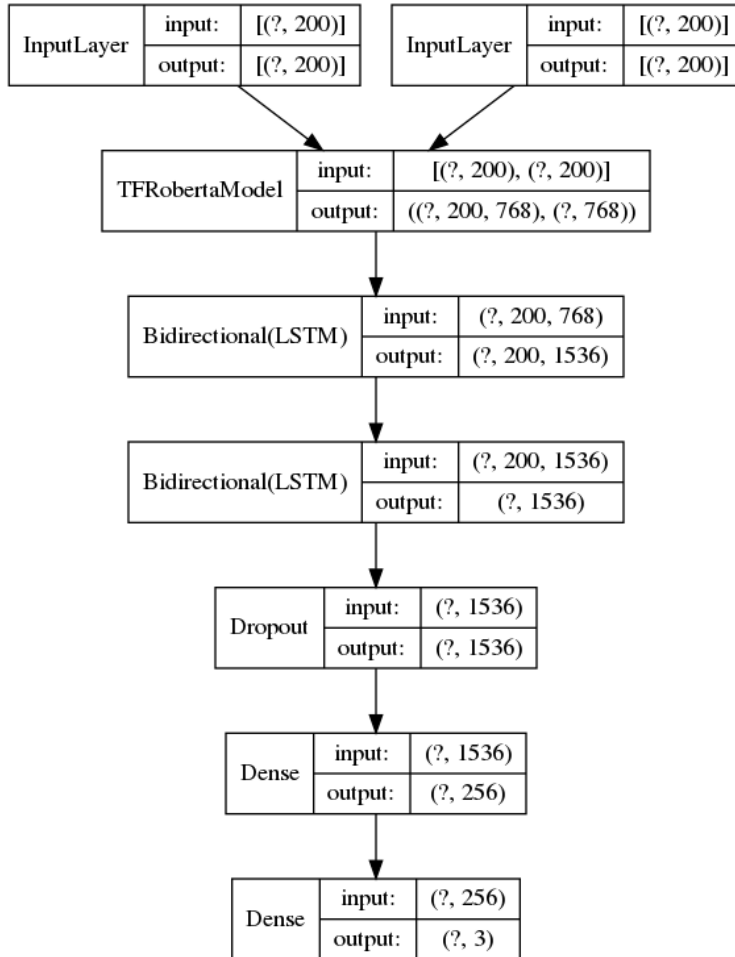 InputLayer input: [(?, 200)] output: [(?, 200)]
InputLayer input: [(?, 200)] output: [(?, 200)]
TFRobertaModel input: [(?, 200), (?, 200)] output: ((?, 200, 768), (?, 768))
Bidirectional(LSTM) input: (?, 200, 768) output: (?, 200, 1536)
Bidirectional(LSTM) input: (?, 200, 1536) output: (?, 1536)
Dropout input: (?, 1536) output: (?, 1536)
Dense input: (?, 1536) output: (?, 256)
Dense input: (?, 256) output: (?, 3)